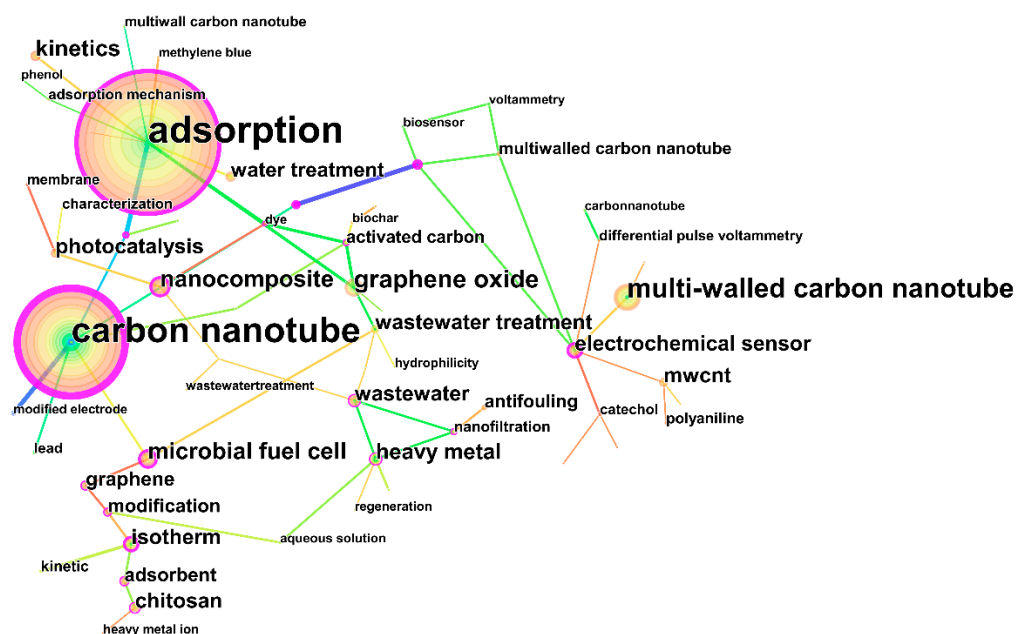 multiwall carbon nanotube
kinetics
methylene blue
phenol
adsorption mechanism
voltammetry
biosensor
adsorption
multiwalled carbon nanotube
water treatment
membrane
characterization
carbonnanotube
dye
biochar
activated carbon
differential pulse voltammetry
photocatalysis
nanocomposite
graphene oxide
multi-walled carbon nanotube
carbon nanotube
wastewater treatment
electrochemical sensor
hydrophilicity
mwcnt
wastewatertreatment
wastewater
antifouling
modified electrode
catechol
polyaniline
nanofiltration
lead
microbial fuel cell
heavy metal
graphene
modification
regeneration
isotherm
aqueous solution
kinetic
adsorbent
chitosan
heavy metal ion